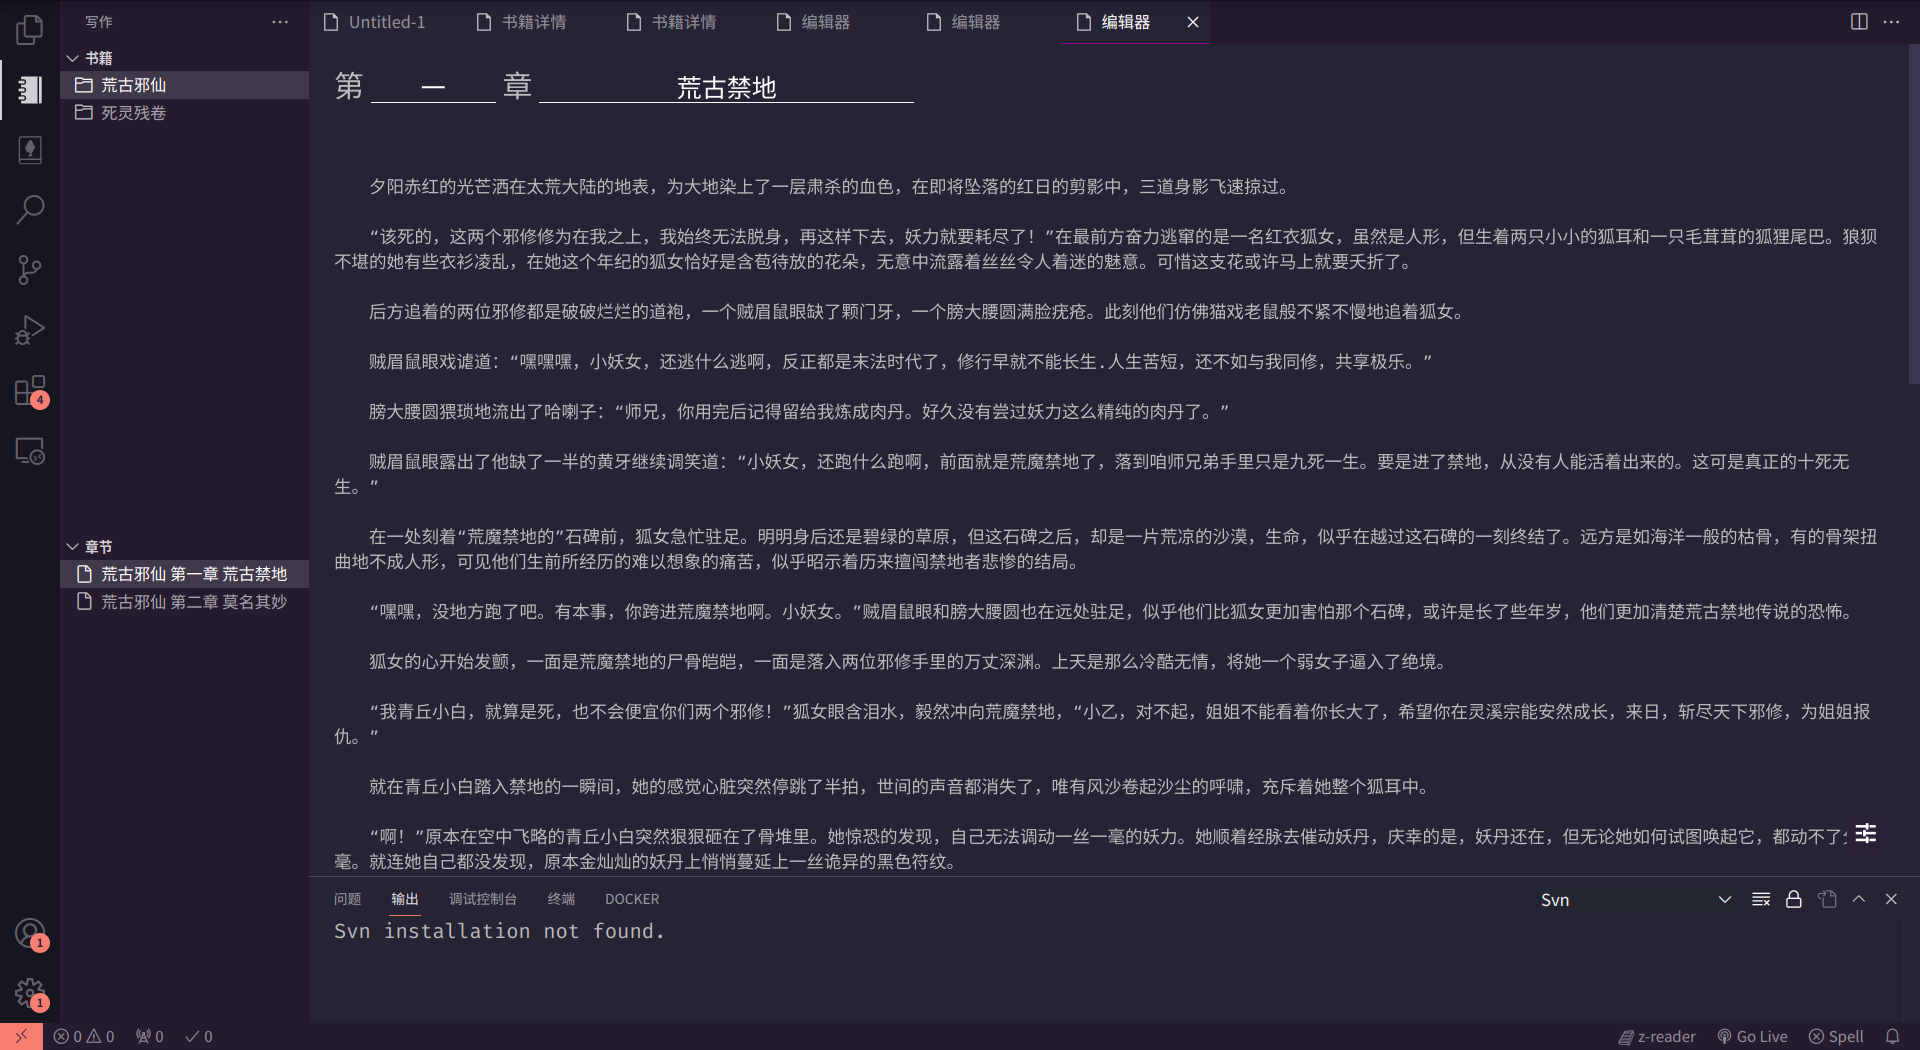 写作
书籍
荒古邪仙
死灵残卷
章节
荒古邪仙 第一章 荒古禁地
荒古邪仙 第二章 莫名其妙
Untitled-1
书籍详情
书籍详情
编辑器
编辑器
编辑器
第 一 章 荒古禁地
夕阳赤红的光芒洒在太荒大陆的地表，为大地染上了一层肃杀的血色，在即将坠落的红日的剪影中，三道身影飞速掠过。
“该死的，这两个邪修修为在我之上，我始终无法脱身，再这样下去，妖力就要耗尽了！”在最前方奋力逃窜的是一名红衣狐女，虽然是人形，但生着两只小小的狐耳和一只毛茸茸的狐狸尾巴。狼狈
不堪的她有些衣衫凌乱，在她这个年纪的狐女恰好是含苞待放的花朵，无意中流露着丝丝令人着迷的魅意。可惜这支花或许马上就要夭折了。
后方追着的两位邪修都是破破烂烂的道袍，一个贼眉鼠眼缺了颗门牙，一个膀大腰圆满脸疣疮。此刻他们仿佛猫戏老鼠般不紧不慢地追着狐女。
贼眉鼠眼戏谑道：“嘿嘿嘿，小妖女，还逃什么逃啊，反正都是末法时代了，修行早就不能长生.人生苦短，还不如与我同修，共享极乐。”
膀大腰圆猥琐地流出了哈喇子：“师兄，你用完后记得留给我炼成肉丹。好久没有尝过妖力这么精纯的肉丹了。”
贼眉鼠眼露出了他缺了一半的黄牙继续调笑道：“小妖女，还跑什么跑啊，前面就是荒魔禁地了，落到咱师兄弟手里只是九死一生。要是进了禁地，从没有人能活着出来的。这可是真正的十死无
生。”
在一处刻着“荒魔禁地的”石碑前，狐女急忙驻足。明明身后还是碧绿的草原，但这石碑之后，却是一片荒凉的沙漠，生命，似乎在越过这石碑的一刻终结了。远方是如海洋一般的枯骨，有的骨架扭
曲地不成人形，可见他们生前所经历的难以想象的痛苦，似乎昭示着历来擅闯禁地者悲惨的结局。
“嘿嘿，没地方跑了吧。有本事，你跨进荒魔禁地啊。小妖女。”贼眉鼠眼和膀大腰圆也在远处驻足，似乎他们比狐女更加害怕那个石碑，或许是长了些年岁，他们更加清楚荒古禁地传说的恐怖。
狐女的心开始发颤，一面是荒魔禁地的尸骨皑皑，一面是落入两位邪修手里的万丈深渊。上天是那么冷酷无情，将她一个弱女子逼入了绝境。
“我青丘小白，就算是死，也不会便宜你们两个邪修！”狐女眼含泪水，毅然冲向荒魔禁地，“小乙，对不起，姐姐不能看着你长大了，希望你在灵溪宗能安然成长，来日，斩尽天下邪修，为姐姐报
仇。”
就在青丘小白踏入禁地的一瞬间，她的感觉心脏突然停跳了半拍，世间的声音都消失了，唯有风沙卷起沙尘的呼啸，充斥着她整个狐耳中。
“啊！”原本在空中飞略的青丘小白突然狠狠砸在了骨堆里。她惊恐的发现，自己无法调动一丝一毫的妖力。她顺着经脉去催动妖丹，庆幸的是，妖丹还在，但无论她如何试图唤起它，都动不了
毫。就连她自己都没发现，原本金灿灿的妖丹上悄悄蔓延上一丝诡异的黑色符纹。
问题 输出 调试控制台 终端 DOCKER Svn
Svn installation not found.
4
1
1
0 0 0 0
z-reader Go Live Spell